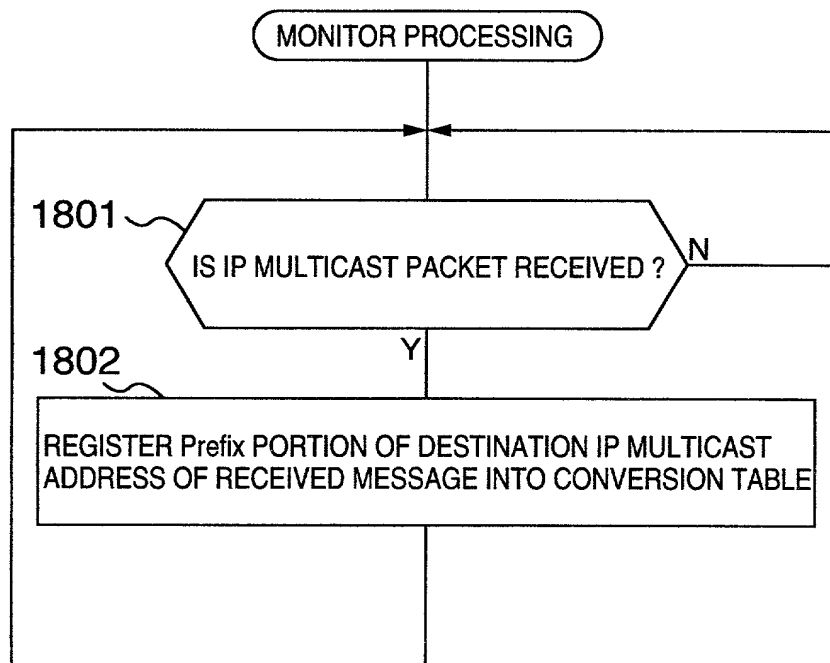 MONITOR PROCESSING
1801
IS IP MULTICAST PACKET RECEIVED ?
N
Y
1802
REGISTER Prefix PORTION OF DESTINATION IP MULTICAST
ADDRESS OF RECEIVED MESSAGE INTO CONVERSION TABLE